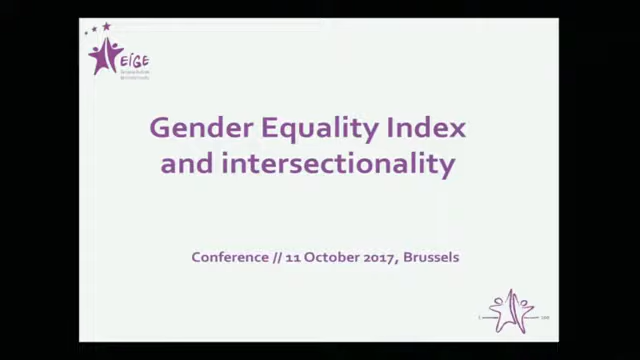 EIGE
Gender Equality Index
and intersectionality
Conference // 11 October 2017, Brussels